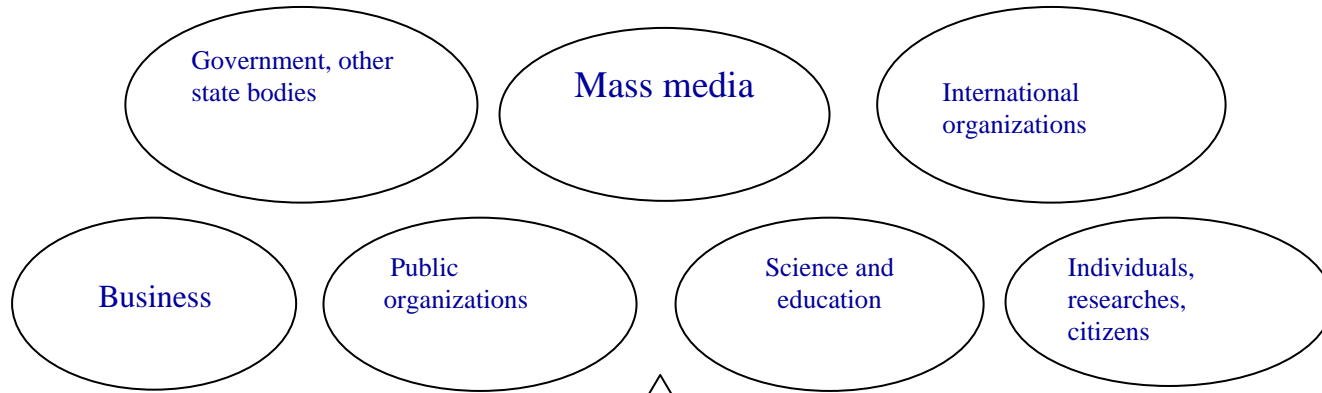 Government, other
state bodies
Mass media
International
organizations
Business
Public
organizations
Science and
education
Individuals,
researches,
citizens